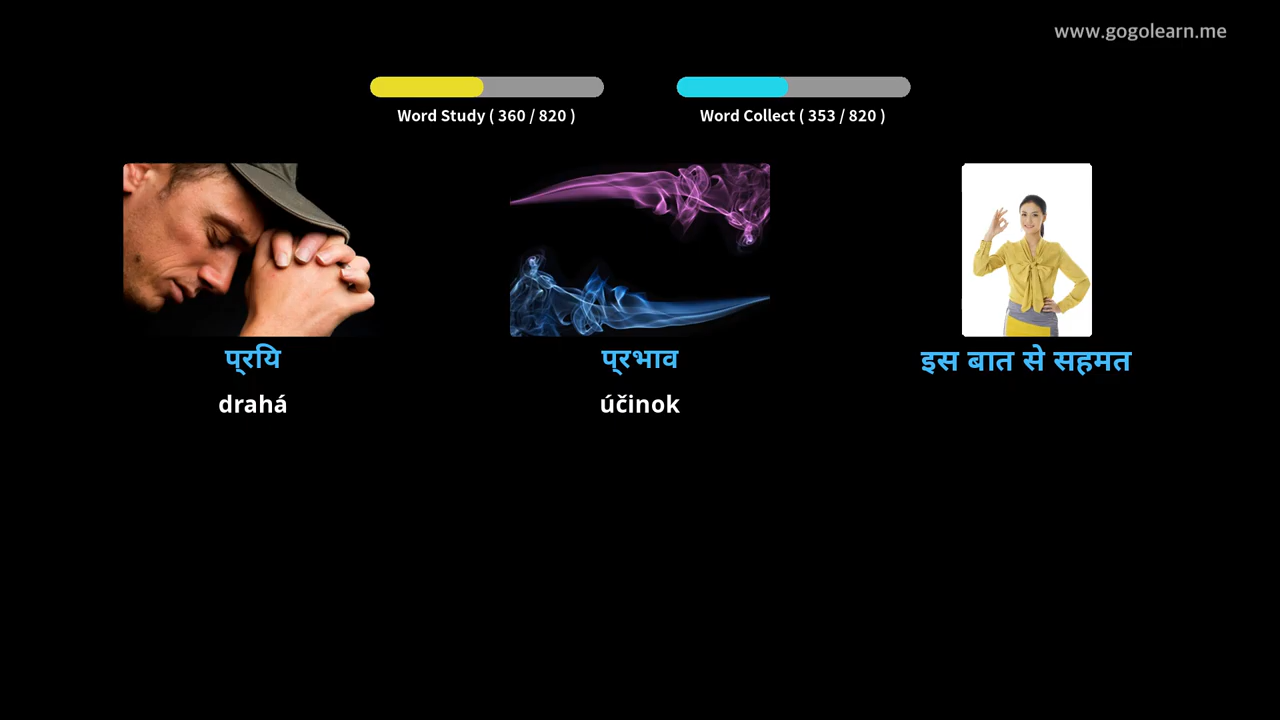 www.gogolearn.me
Word Study ( 360 / 820 )
Word Collect ( 353 / 820 )
प्रयि
प्रभाव
इस बात से सहमत
drahá
účinok